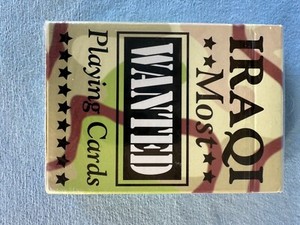 IRAQI
★Most★★
WANTED
Playing Cards
★★★★★★★